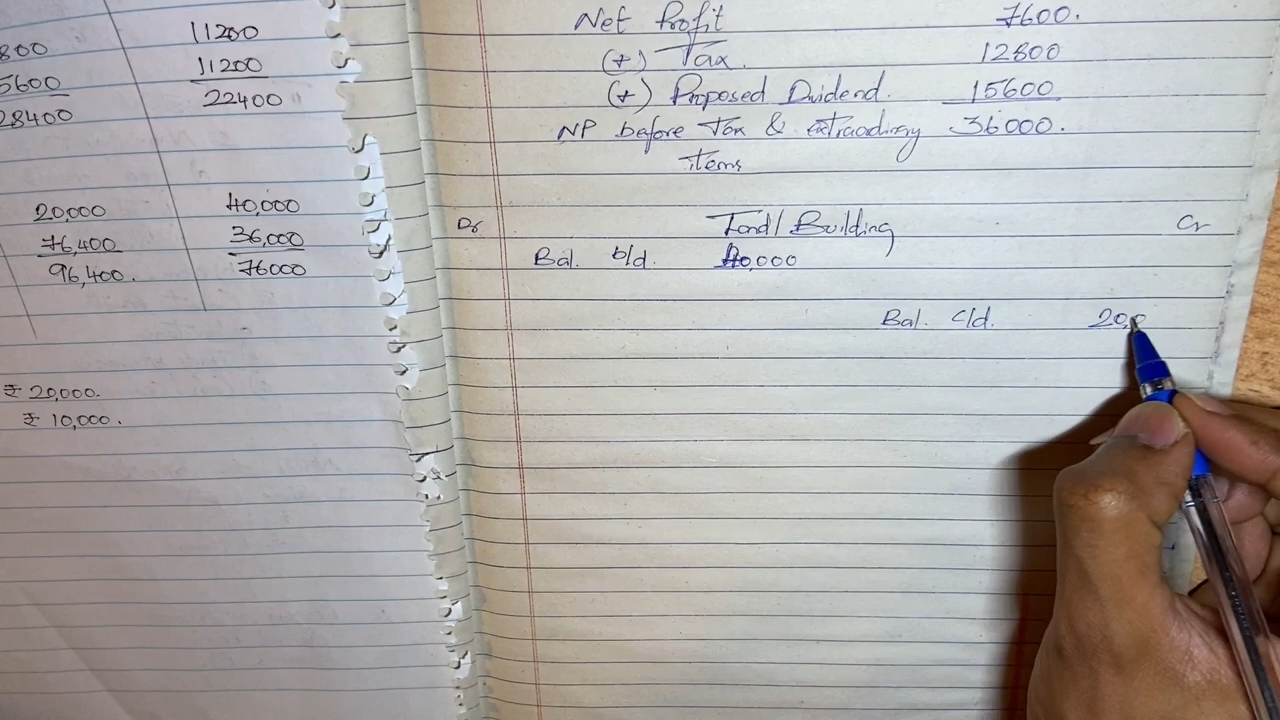 800 11200
5600 11200
28400 22400
20,000 40,000
76,400 36,000
96,400. 76000
₹ 20,000.
₹ 10,000.
Net Profit 7600.
(+) Tax. 12800
(+) Proposed Dividend. 15600
NP before Tax & extraordinary 36000.
items
Dr Land/Building Cr
Bal. b/d. 40,000
Bal. c/d. 20,0